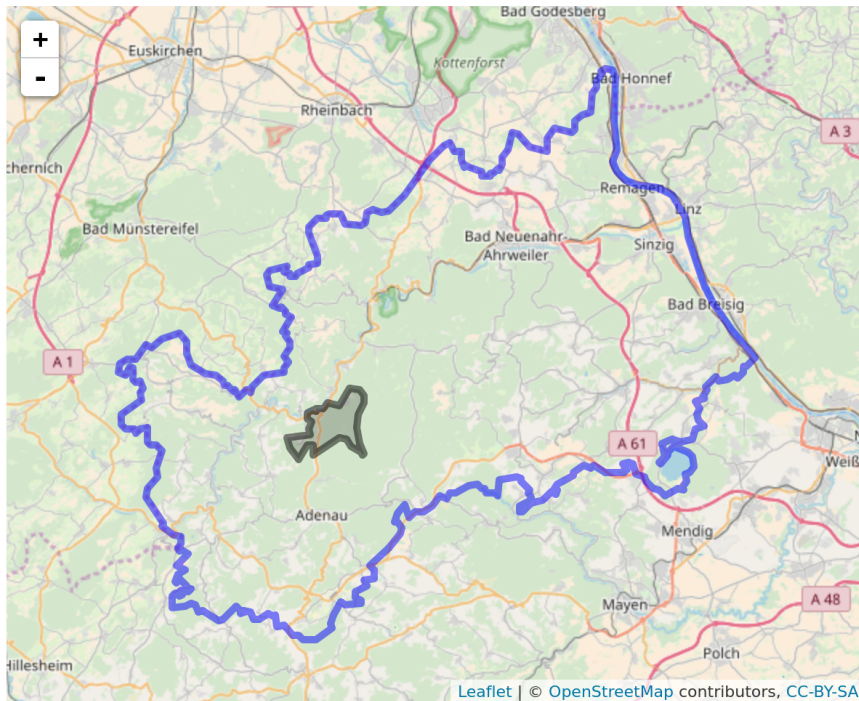 +
-
Bad Godesberg
Euskirchen
Kottenforst
Bad Honnef
Rheinbach
A 3
chernich
Remagen
Linz
Bad Münstereifel
Bad Neuenahr-
Ahrweiler
Sinzig
Bad Breisig
A 1
N
A 61
Weiß
Adenau
Mendig
Mayen
A 48
Polch
Hillesheim
Leaflet | © OpenStreetMap contributors, CC-BY-SA